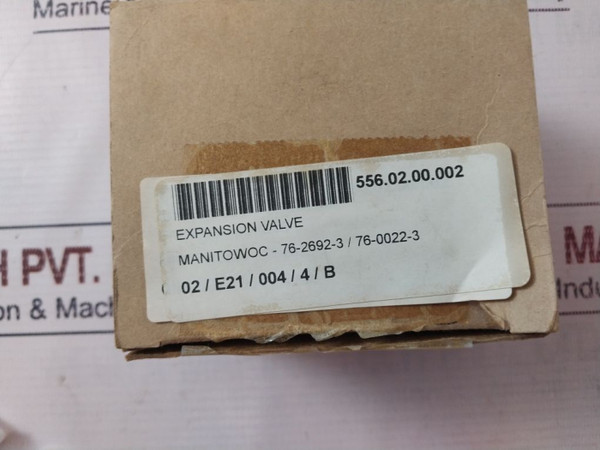 Marine
556.02.00.002
EXPANSION VALVE
MANITOWOC - 76-2692-3 / 76-0022-3
02 / E21 / 004 / 4 / B
PVT.
MA
on & Mach
Indu